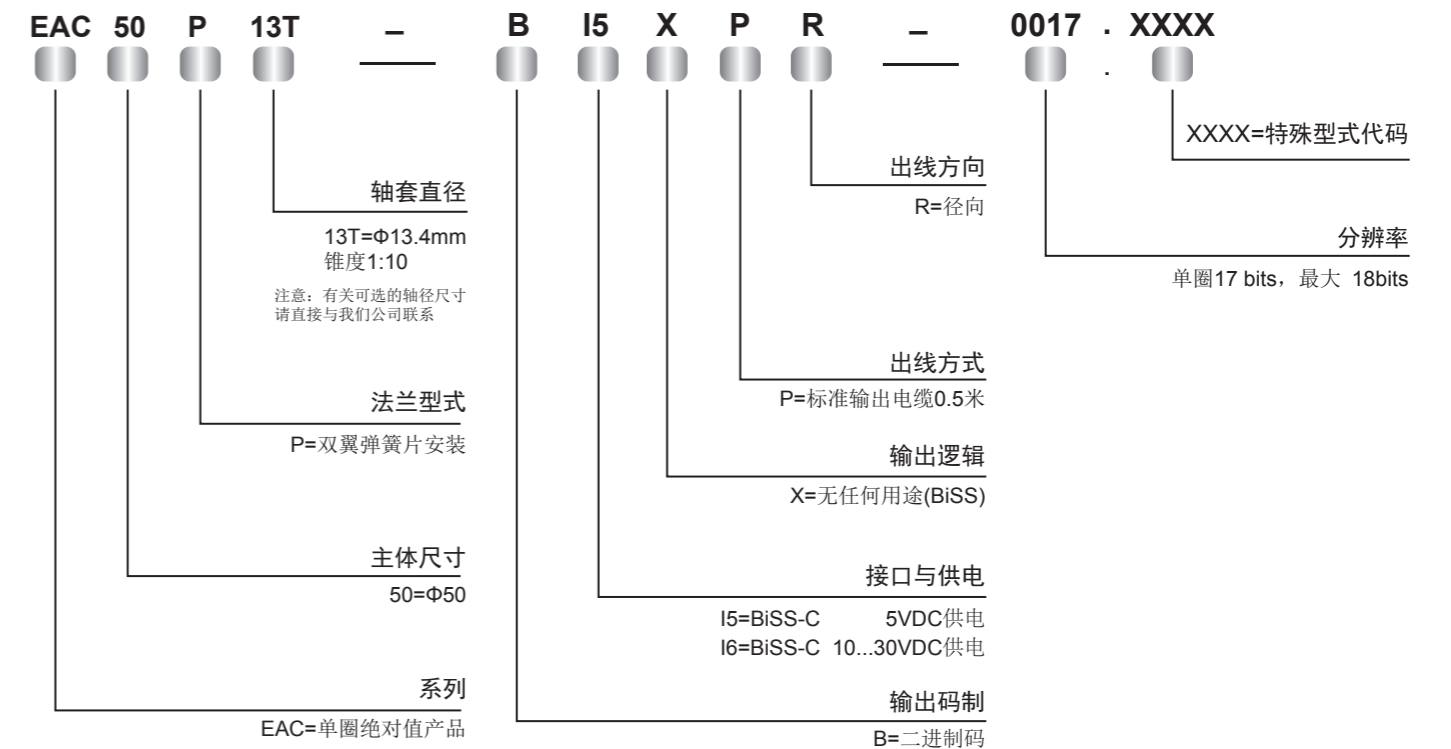 EAC 50 P 13T – B I5 X P R – 0017 . XXXX
.
XXXX=特殊型式代码
出线方向
R=径向
轴套直径
13T=Φ13.4mm
锥度1:10
注意：有关可选的轴径尺寸
请直接与我们公司联系
分辨率
单圈17 bits，最大 18bits
出线方式
P=标准输出电缆0.5米
法兰型式
P=双翼弹簧片安装
输出逻辑
X=无任何用途(BiSS)
主体尺寸
50=Φ50
接口与供电
I5=BiSS-C 5VDC供电
I6=BiSS-C 10...30VDC供电
系列
EAC=单圈绝对值产品
输出码制
B=二进制码